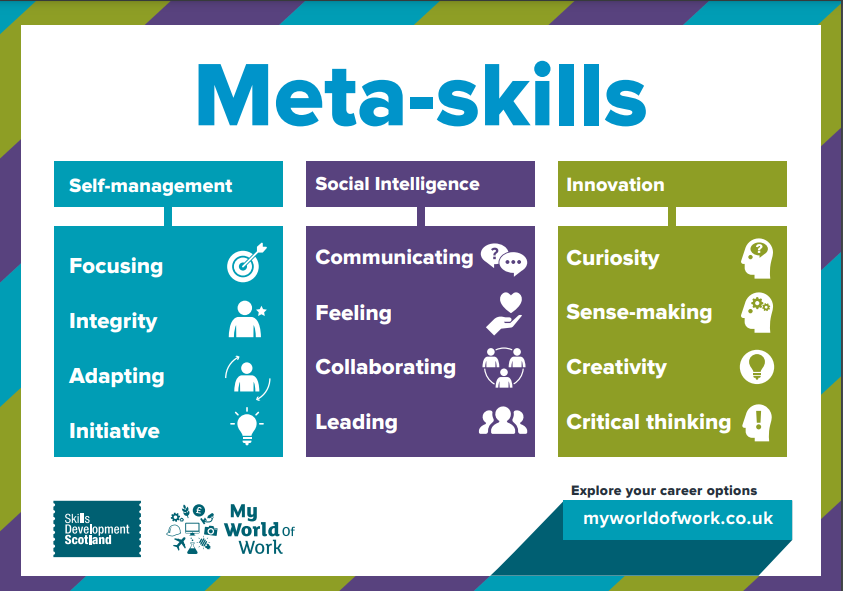 Meta-skills
Self-management
Focusing
Integrity
Adapting
Initiative
Social Intelligence
Communicating
?
Feeling
Collaborating
Leading
Innovation
Curiosity
?
Sense-making
Creativity
Critical thinking
!
Skills
Development
Scotland
£
My
World Of
Work
Explore your career options
myworldofwork.co.uk